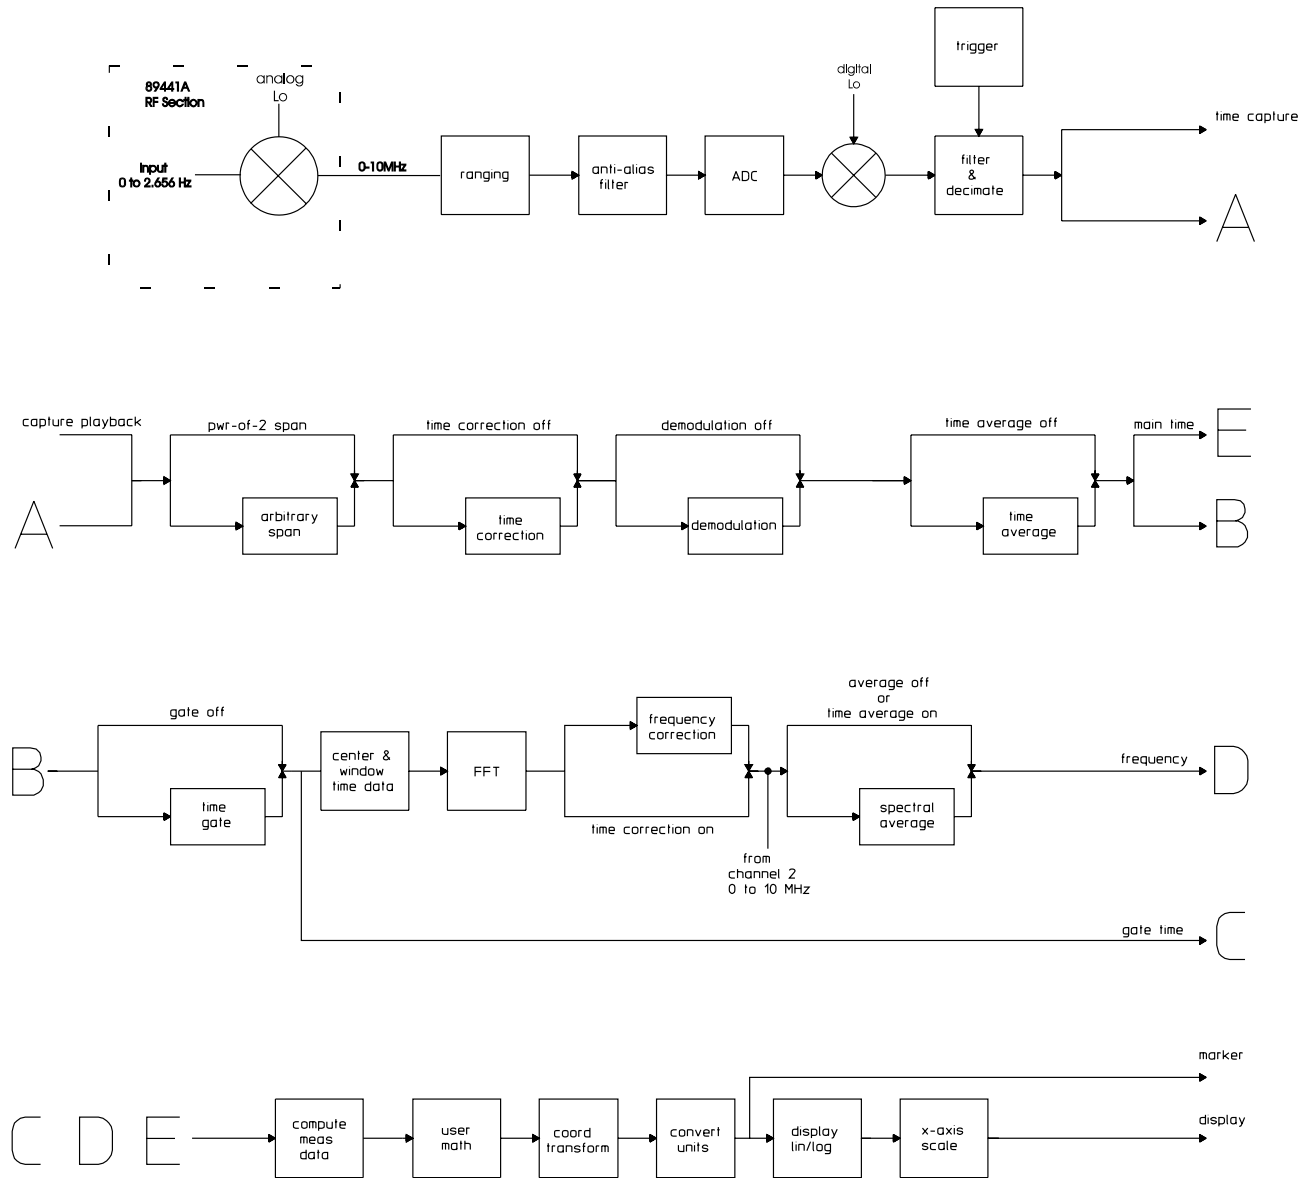 trigger
89441A
RF Section
analog
Lo
digital
Lo
time capture
Input
0 to 2.656 Hz
0-10MHz
ranging
anti-alias
filter
ADC
filter
&
decimate
A
capture playback
pwr-of-2 span
time correction off
demodulation off
time average off
main time
E
A
arbitrary
span
time
correction
demodulation
time
average
B
average off
or
time average on
gate off
frequency
correction
B
center &
window
time data
FFT
frequency
D
time
gate
time correction on
spectral
average
from
channel 2
0 to 10 MHz
gate time
C
marker
C D E
compute
meas
data
user
math
coord
transform
convert
units
display
lin/log
x-axis
scale
display